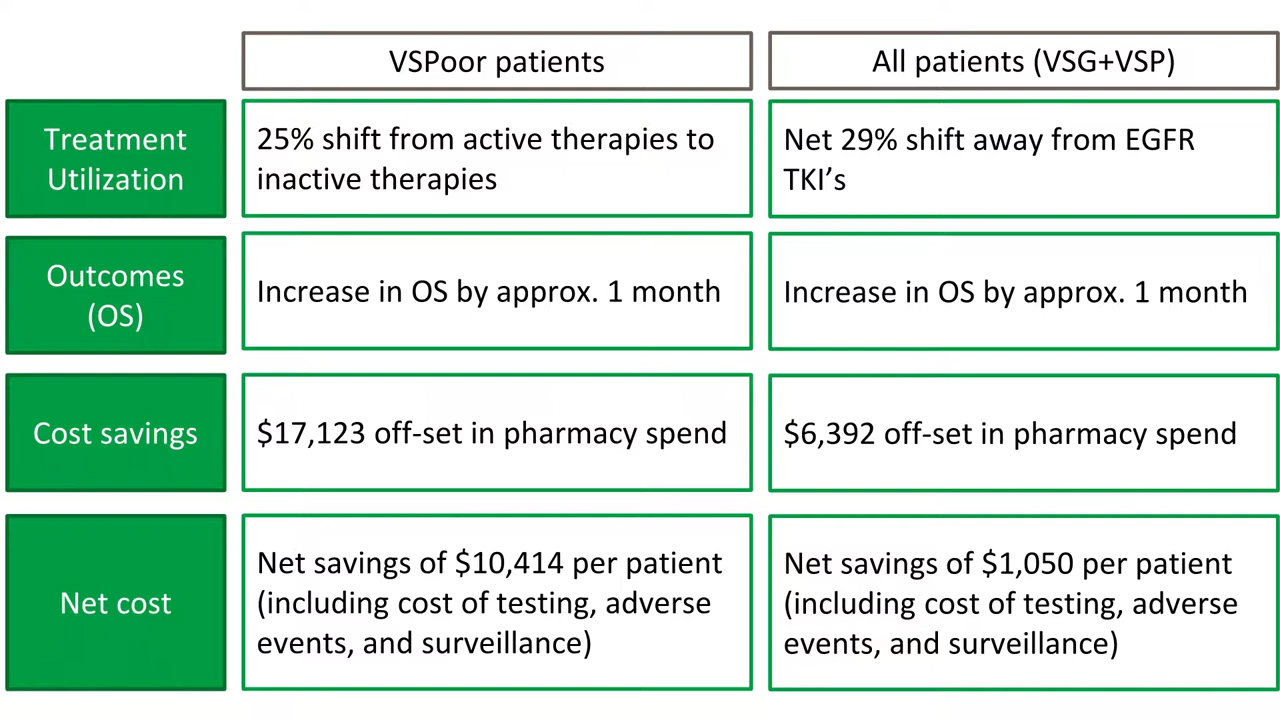 VSPoor patients
All patients (VSG+VSP)
Treatment
Utilization
25% shift from active therapies to
inactive therapies
Net 29% shift away from EGFR
TKI’s
Outcomes
(OS)
Increase in OS by approx. 1 month
Increase in OS by approx. 1 month
Cost savings
$17,123 off-set in pharmacy spend
$6,392 off-set in pharmacy spend
Net cost
Net savings of $10,414 per patient
(including cost of testing, adverse
events, and surveillance)
Net savings of $1,050 per patient
(including cost of testing, adverse
events, and surveillance)